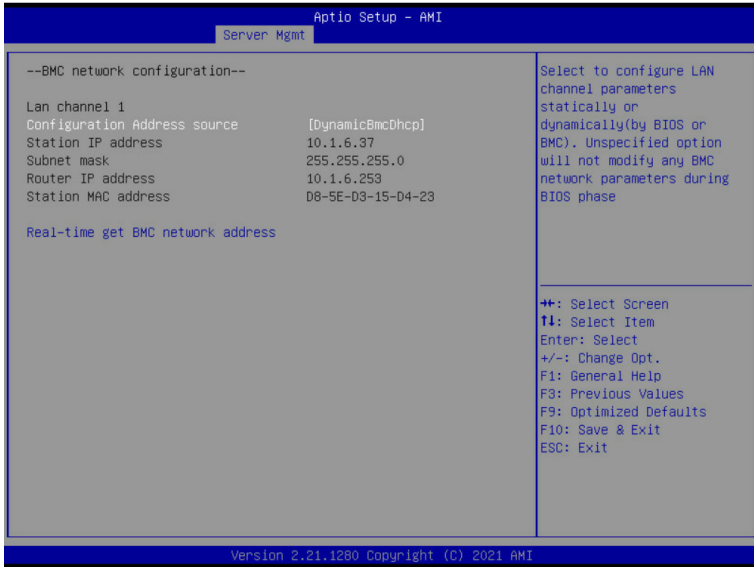 Aptio Setup - AMI
Server Mgmt
--BMC network configuration--
Lan channel 1
Configuration Address source [DynamicBmcDhcp]
Station IP address 10.1.6.37
Subnet mask 255.255.255.0
Router IP address 10.1.6.253
Station MAC address D8-5E-D3-15-D4-23
Real-time get BMC network address
Select to configure LAN
channel parameters
statically or
dynamically(by BIOS or
BMC). Unspecified option
will not modify any BMC
network parameters during
BIOS phase
→←: Select Screen
↑↓: Select Item
Enter: Select
+/-: Change Opt.
F1: General Help
F3: Previous Values
F9: Optimized Defaults
F10: Save & Exit
ESC: Exit
Version 2.21.1280 Copyright (C) 2021 AMI